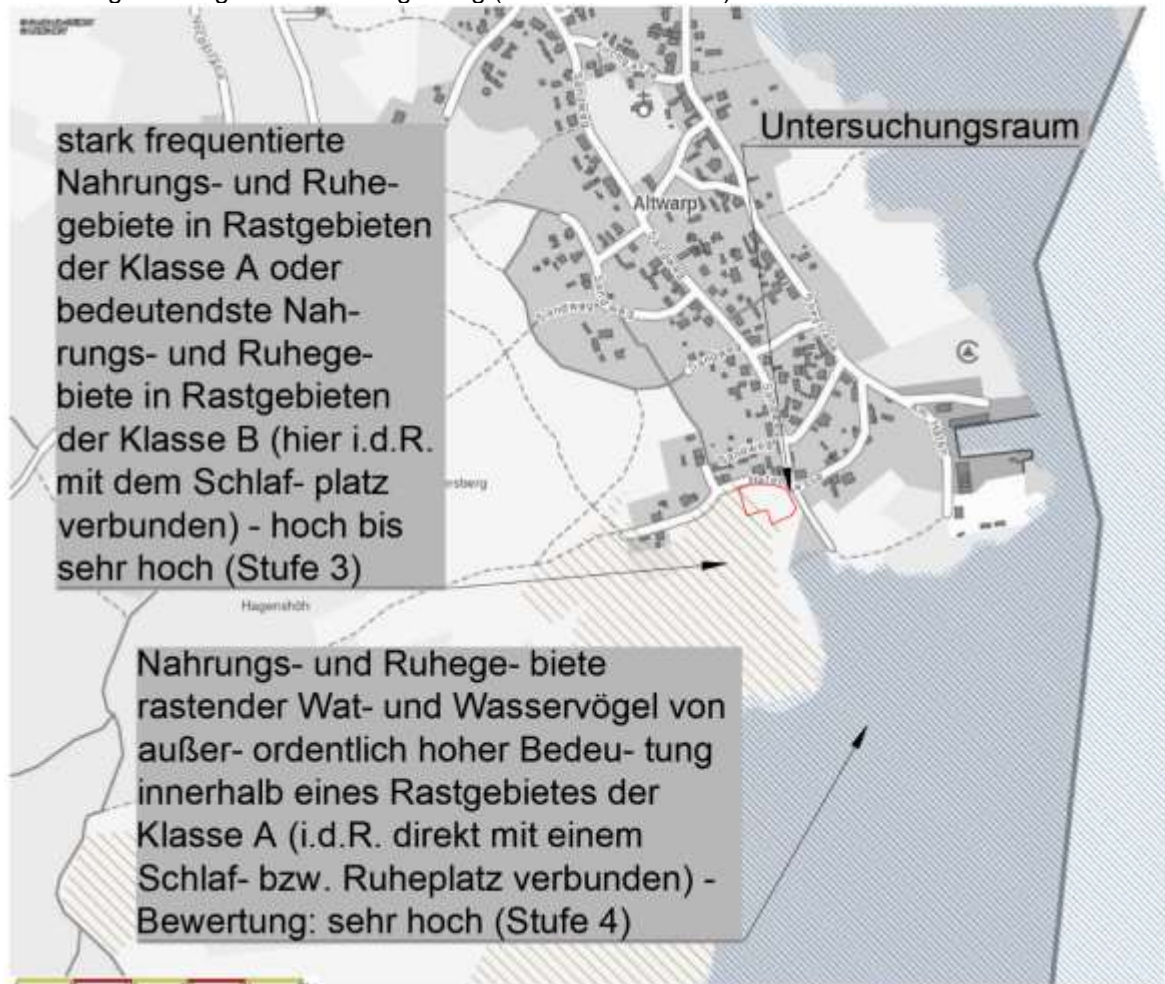 stark frequentierte
Nahrungs- und Ruhe-
gebiete in Rastgebieten
der Klasse A oder
bedeutendste Nah-
rungs- und Ruhege-
biete in Rastgebieten
der Klasse B (hier i.d.R.
mit dem Schlaf- platz
verbunden) - hoch bis
sehr hoch (Stufe 3)
Untersuchungsraum
Altwarp
Hagenshöh
Nahrungs- und Ruhege- biete
rastender Wat- und Wasservögel von
außer- ordentlich hoher Bedeu- tung
innerhalb eines Rastgebietes der
Klasse A (i.d.R. direkt mit einem
Schlaf- bzw. Ruheplatz verbunden) -
Bewertung: sehr hoch (Stufe 4)